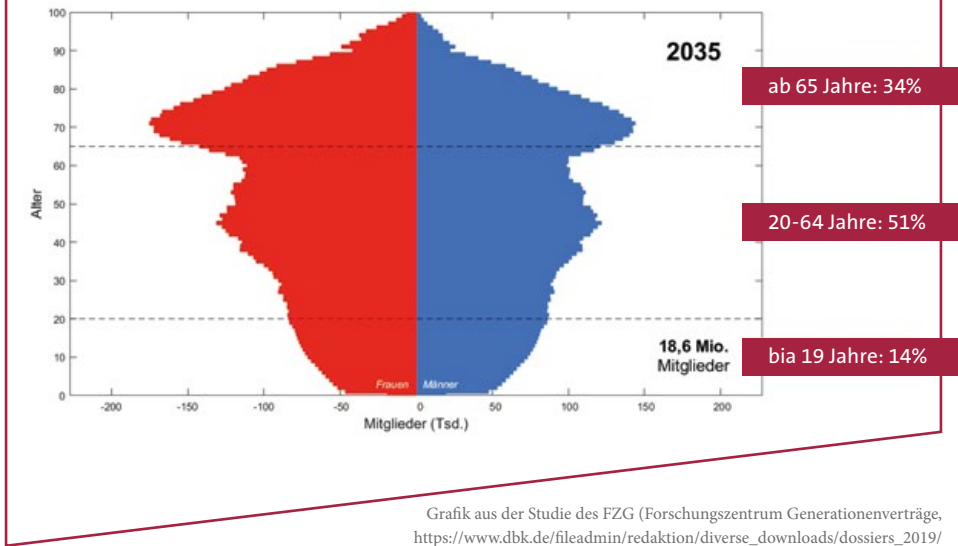 100
90
80
70
60
50
40
30
20
10
0
Alter
2035
ab 65 Jahre: 34%
20-64 Jahre: 51%
18,6 Mio.
Mitglieder
bia 19 Jahre: 14%
Frauen Männer
-200 -150 -100 -50 0 50 100 150 200
Mitglieder (Tsd.)
Grafik aus der Studie des FZG (Forschungszentrum Generationenverträge,
https://www.dbk.de/fileadmin/redaktion/diverse_downloads/dossiers_2019/